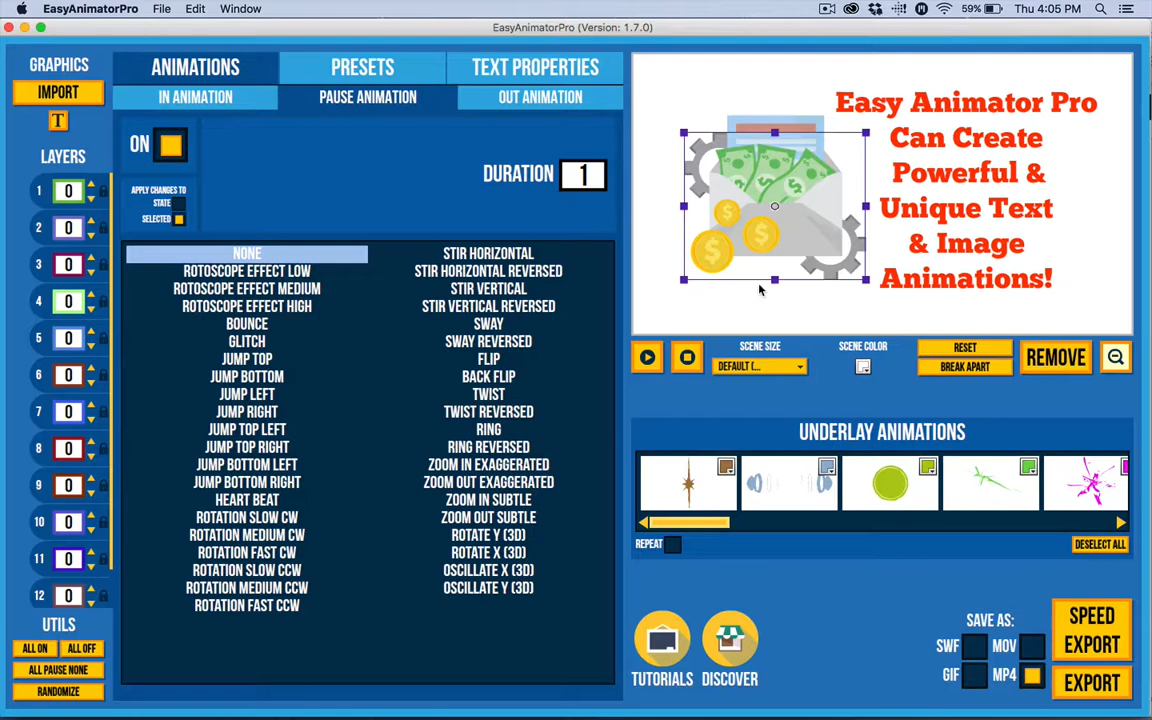 EasyAnimatorPro File Edit Window 59% Thu 4:05 PM
EasyAnimatorPro (Version: 1.7.0)
GRAPHICS
IMPORT
T
LAYERS
1 0
2 0
3 0
4 0
5 0
6 0
7 0
8 0
9 0
10 0
11 0
12 0
UTILS
ALL ON ALL OFF
ALL PAUSE NONE
RANDOMIZE
ANIMATIONS PRESETS TEXT PROPERTIES
IN ANIMATION PAUSE ANIMATION OUT ANIMATION
ON
DURATION 1
APPLY CHANGES TO
STATE
SELECTED
NONE
ROTOSCOPE EFFECT LOW
ROTOSCOPE EFFECT MEDIUM
ROTOSCOPE EFFECT HIGH
BOUNCE
GLITCH
JUMP TOP
JUMP BOTTOM
JUMP LEFT
JUMP RIGHT
JUMP TOP LEFT
JUMP TOP RIGHT
JUMP BOTTOM LEFT
JUMP BOTTOM RIGHT
HEART BEAT
ROTATION SLOW CW
ROTATION MEDIUM CW
ROTATION FAST CW
ROTATION SLOW CCW
ROTATION MEDIUM CCW
ROTATION FAST CCW
STIR HORIZONTAL
STIR HORIZONTAL REVERSED
STIR VERTICAL
STIR VERTICAL REVERSED
SWAY
SWAY REVERSED
FLIP
BACK FLIP
TWIST
TWIST REVERSED
RING
RING REVERSED
ZOOM IN EXAGGERATED
ZOOM OUT EXAGGERATED
ZOOM IN SUBTLE
ZOOM OUT SUBTLE
ROTATE Y (3D)
ROTATE X (3D)
OSCILLATE X (3D)
OSCILLATE Y (3D)
Easy Animator Pro
Can Create
Powerful &
Unique Text
& Image
Animations!
$ $ $
$
$ $
SCENE SIZE
DEFAULT (...
SCENE COLOR
RESET
BREAK APART
REMOVE
UNDERLAY ANIMATIONS
REPEAT
DESELECT ALL
TUTORIALS
DISCOVER
SAVE AS:
SWF MOV
GIF MP4
SPEED
EXPORT
EXPORT